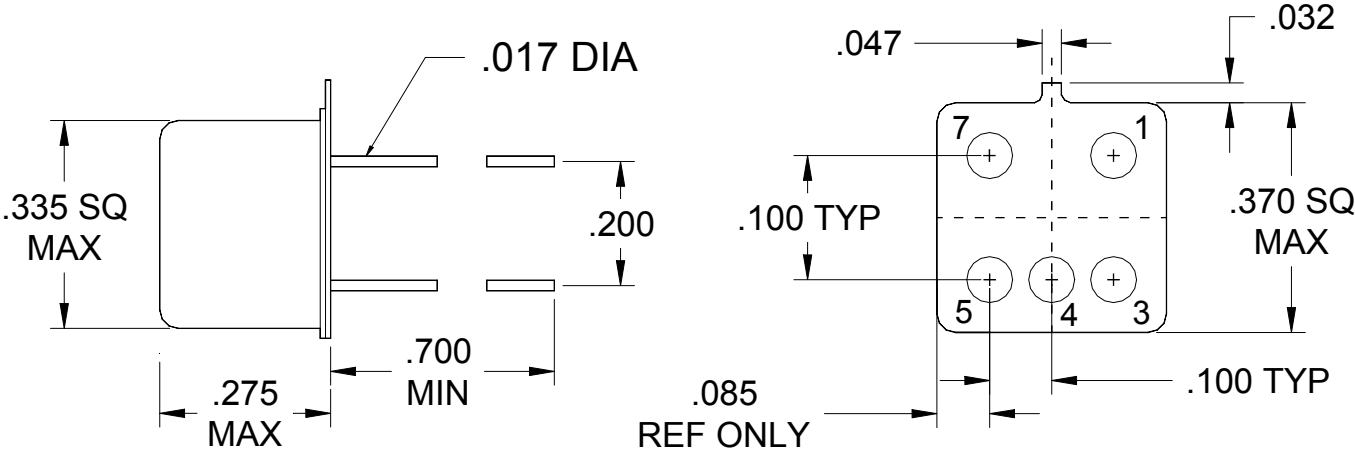 .017 DIA
.335 SQ
MAX
.200
.700
MIN
.275
MAX
.047
.032
7
1
.100 TYP
.370 SQ
MAX
5
4
3
.085
REF ONLY
.100 TYP